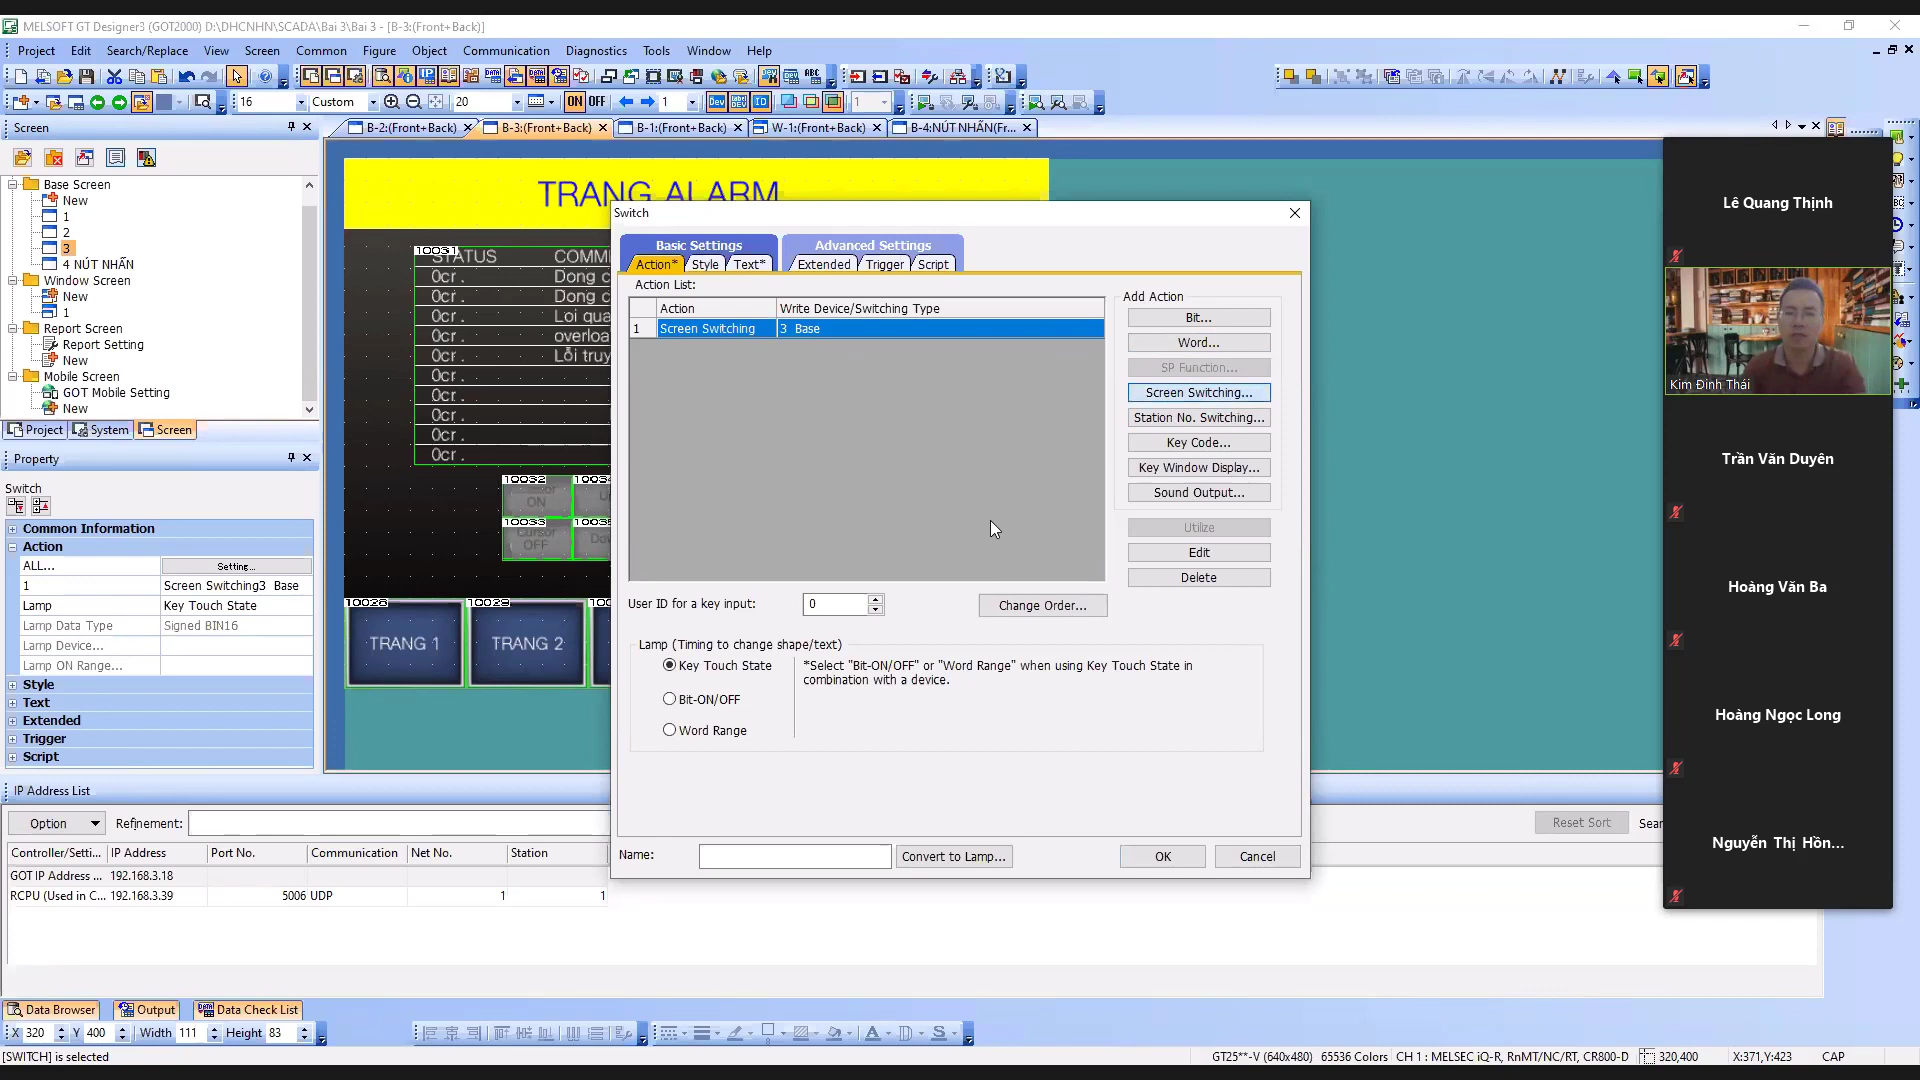 MELSOFT GT Designer3 (GOT2000) D:\DHCNHN\SCADA\Bai 3\Bai 3 - [B-3:(Front+Back)]
Project Edit Search/Replace View Screen Common Figure Object Communication Diagnostics Tools Window Help
16 Custom 20 ON OFF 1 Dev ID 1
Screen
B-2:(Front+Back) B-3:(Front+Back) B-1:(Front+Back) W-1:(Front+Back) B-4:NÚT NHẤN(Fr...
Base Screen
New
1
2
3
4 NÚT NHẤN
Window Screen
New
1
Report Screen
Report Setting
New
Mobile Screen
GOT Mobile Setting
New
Project System Screen
Property
Switch
Common Information
Action
ALL... Setting...
1 Screen Switching3 Base
Lamp Key Touch State
Lamp Data Type Signed BIN16
Lamp Device...
Lamp ON Range...
Style
Text
Extended
Trigger
Script
TRANG ALARM
10031
STATUS COMM
Ocr. Dong c
Ocr. Dong c
Ocr. Loi qua
Ocr. overloa
Ocr. Lỗi truy
Ocr.
Ocr.
Ocr.
Ocr.
Ocr.
10032
Cursor ON
10033
Cursor OFF
10028 10029
TRANG 1 TRANG 2
Switch
Basic Settings Advanced Settings
Action* Style Text* Extended Trigger Script
Action List:
Action Write Device/Switching Type
1 Screen Switching 3 Base
Add Action
Bit...
Word...
SP Function...
Screen Switching...
Station No. Switching...
Key Code...
Key Window Display...
Sound Output...
Utilize
Edit
Delete
User ID for a key input: 0 Change Order...
Lamp (Timing to change shape/text)
Key Touch State
Bit-ON/OFF
Word Range
*Select "Bit-ON/OFF" or "Word Range" when using Key Touch State in
combination with a device.
Name: Convert to Lamp... OK Cancel
Lê Quang Thịnh
Kim Đình Thái
Trần Văn Duyên
Hoàng Văn Ba
Hoàng Ngọc Long
Nguyễn Thị Hồn...
IP Address List
Option Refinement: Reset Sort Sear
Controller/Setti... IP Address Port No. Communication Net No. Station
GOT IP Address ... 192.168.3.18
RCPU (Used in C... 192.168.3.39 5006 UDP 1 1
Data Browser Output Data Check List
X 320 Y 400 Width 111 Height 83
[SWITCH] is selected GT25**-V (640x480) 65536 Colors CH 1 : MELSEC iQ-R, RnMT/NC/RT, CR800-D 320,400 X:371,Y:423 CAP